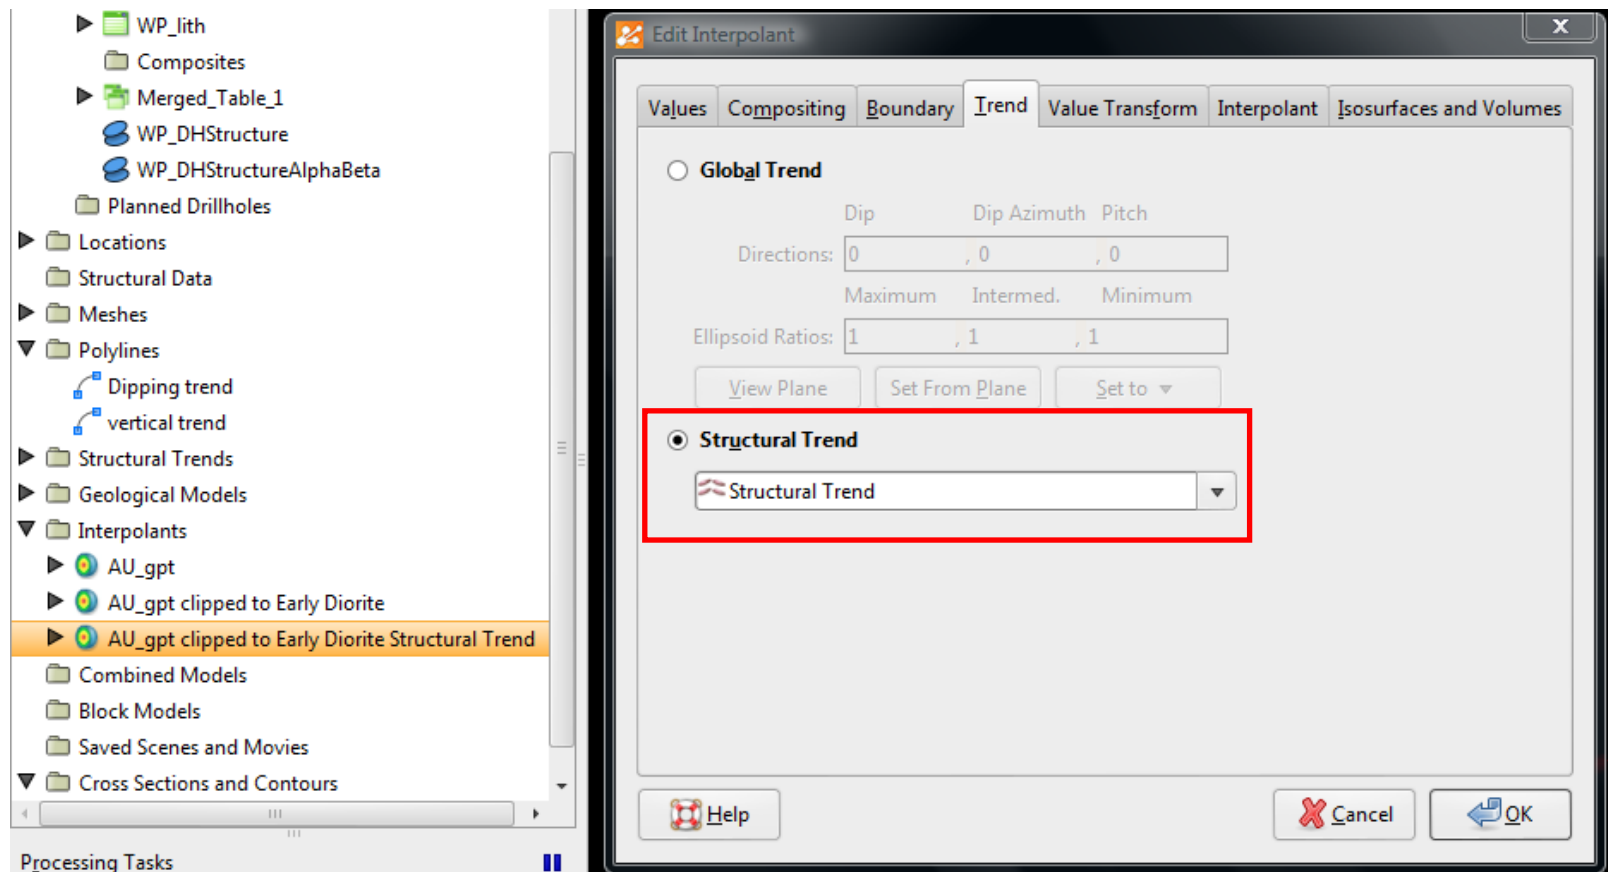 WP_lith
Composites
Merged_Table_1
WP_DHStructure
WP_DHStructureAlphaBeta
Planned Drillholes
Locations
Structural Data
Meshes
Polylines
Dipping trend
vertical trend
Structural Trends
Geological Models
Interpolants
AU_gpt
AU_gpt clipped to Early Diorite
AU_gpt clipped to Early Diorite Structural Trend
Combined Models
Block Models
Saved Scenes and Movies
Cross Sections and Contours
Processing Tasks
Edit Interpolant
Values Compositing Boundary Trend Value Transform Interpolant Isosurfaces and Volumes
Global Trend
Dip Dip Azimuth Pitch
Directions: 0 , 0 , 0
Maximum Intermed. Minimum
Ellipsoid Ratios: 1 , 1 , 1
View Plane Set From Plane Set to
Structural Trend
Structural Trend
Help Cancel OK